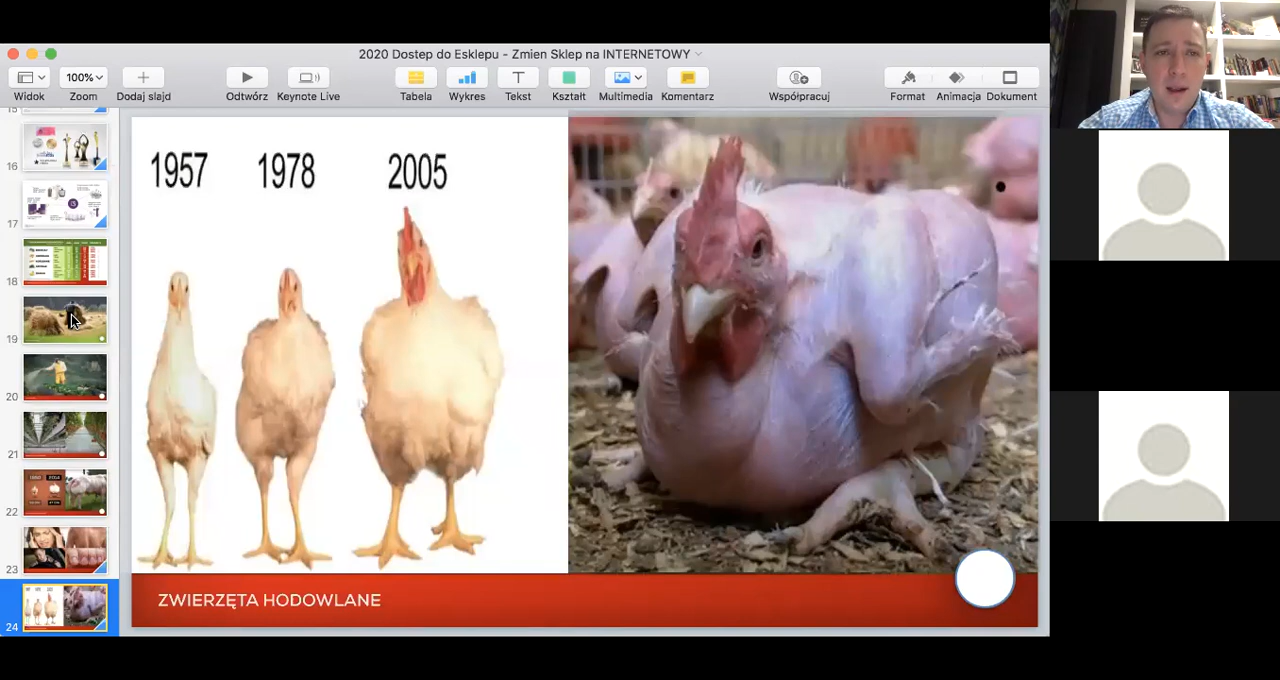 2020 Dostep do Esklepu - Zmien Sklep na INTERNETOWY
100%
Widok
Zoom
Dodaj slajd
Odtwórz
Keynote Live
Tabela
Wykres
Tekst
Kształt
Multimedia
Komentarz
Współpracuj
Format
Animacja
Dokument
15
16
17
18
19
20
21
22
23
24
1957 1978 2005
ZWIERZĘTA HODOWLANE